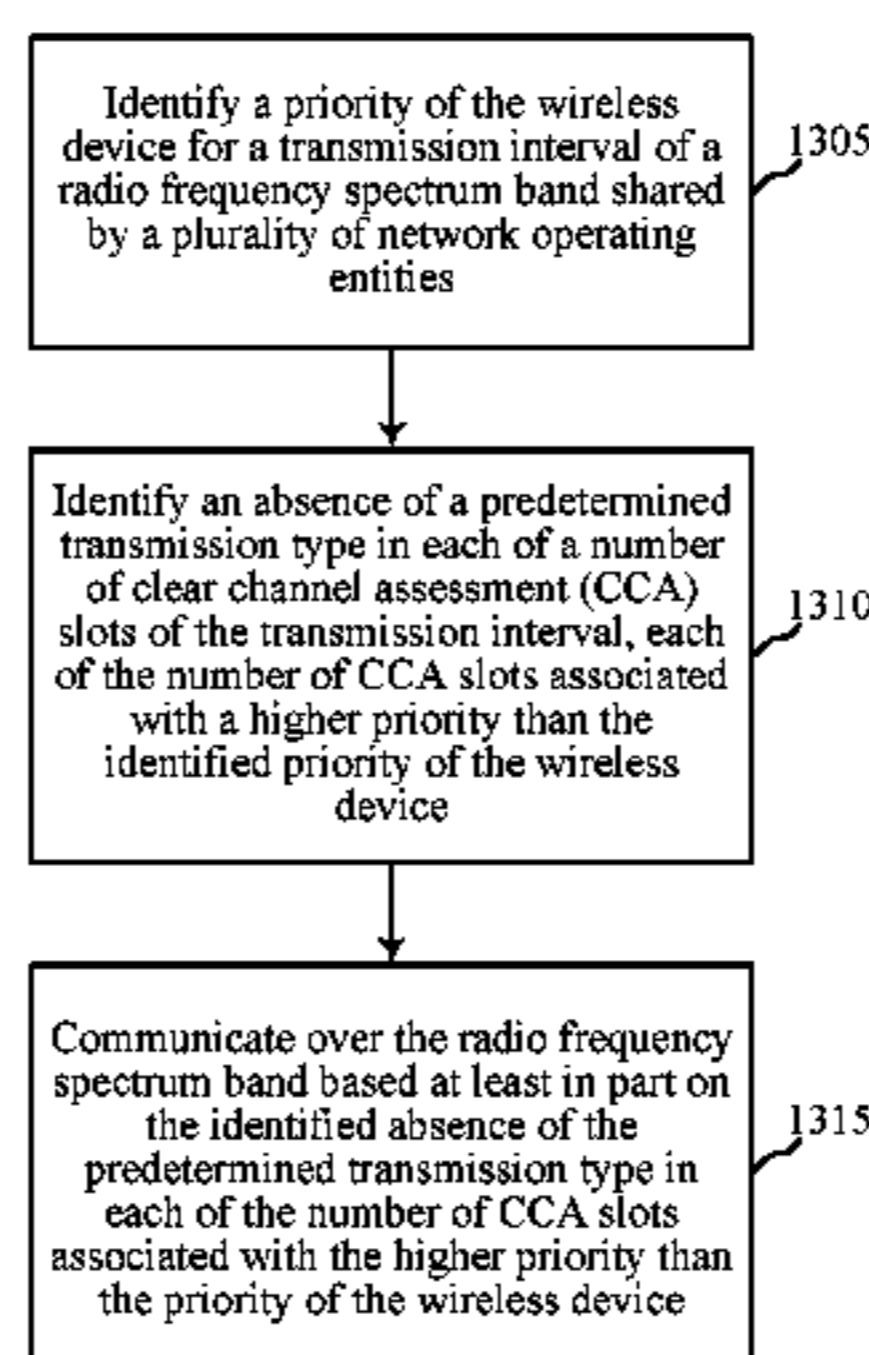 Identify a priority of the wireless
device for a transmission interval of a
radio frequency spectrum band shared
by a plurality of network operating
entities
1305
Identify an absence of a predetermined
transmission type in each of a number
of clear channel assessment (CCA)
slots of the transmission interval, each
of the number of CCA slots associated
with a higher priority than the
identified priority of the wireless
device
1310
Communicate over the radio frequency
spectrum band based at least in part on
the identified absence of the
predetermined transmission type in
each of the number of CCA slots
associated with the higher priority than
the priority of the wireless device
1315